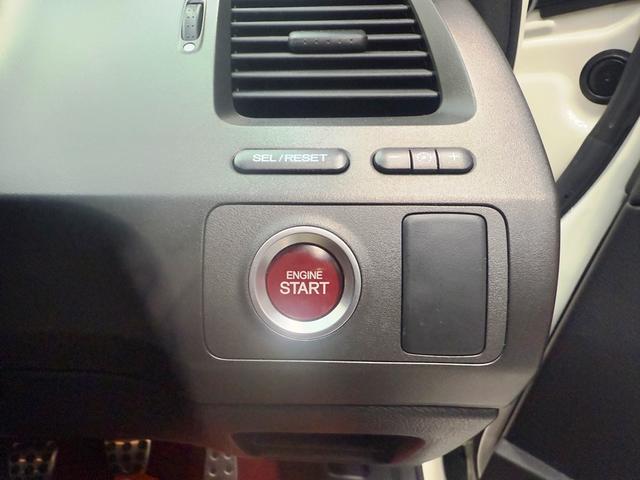 SEL/RESET
- +
ENGINE
START